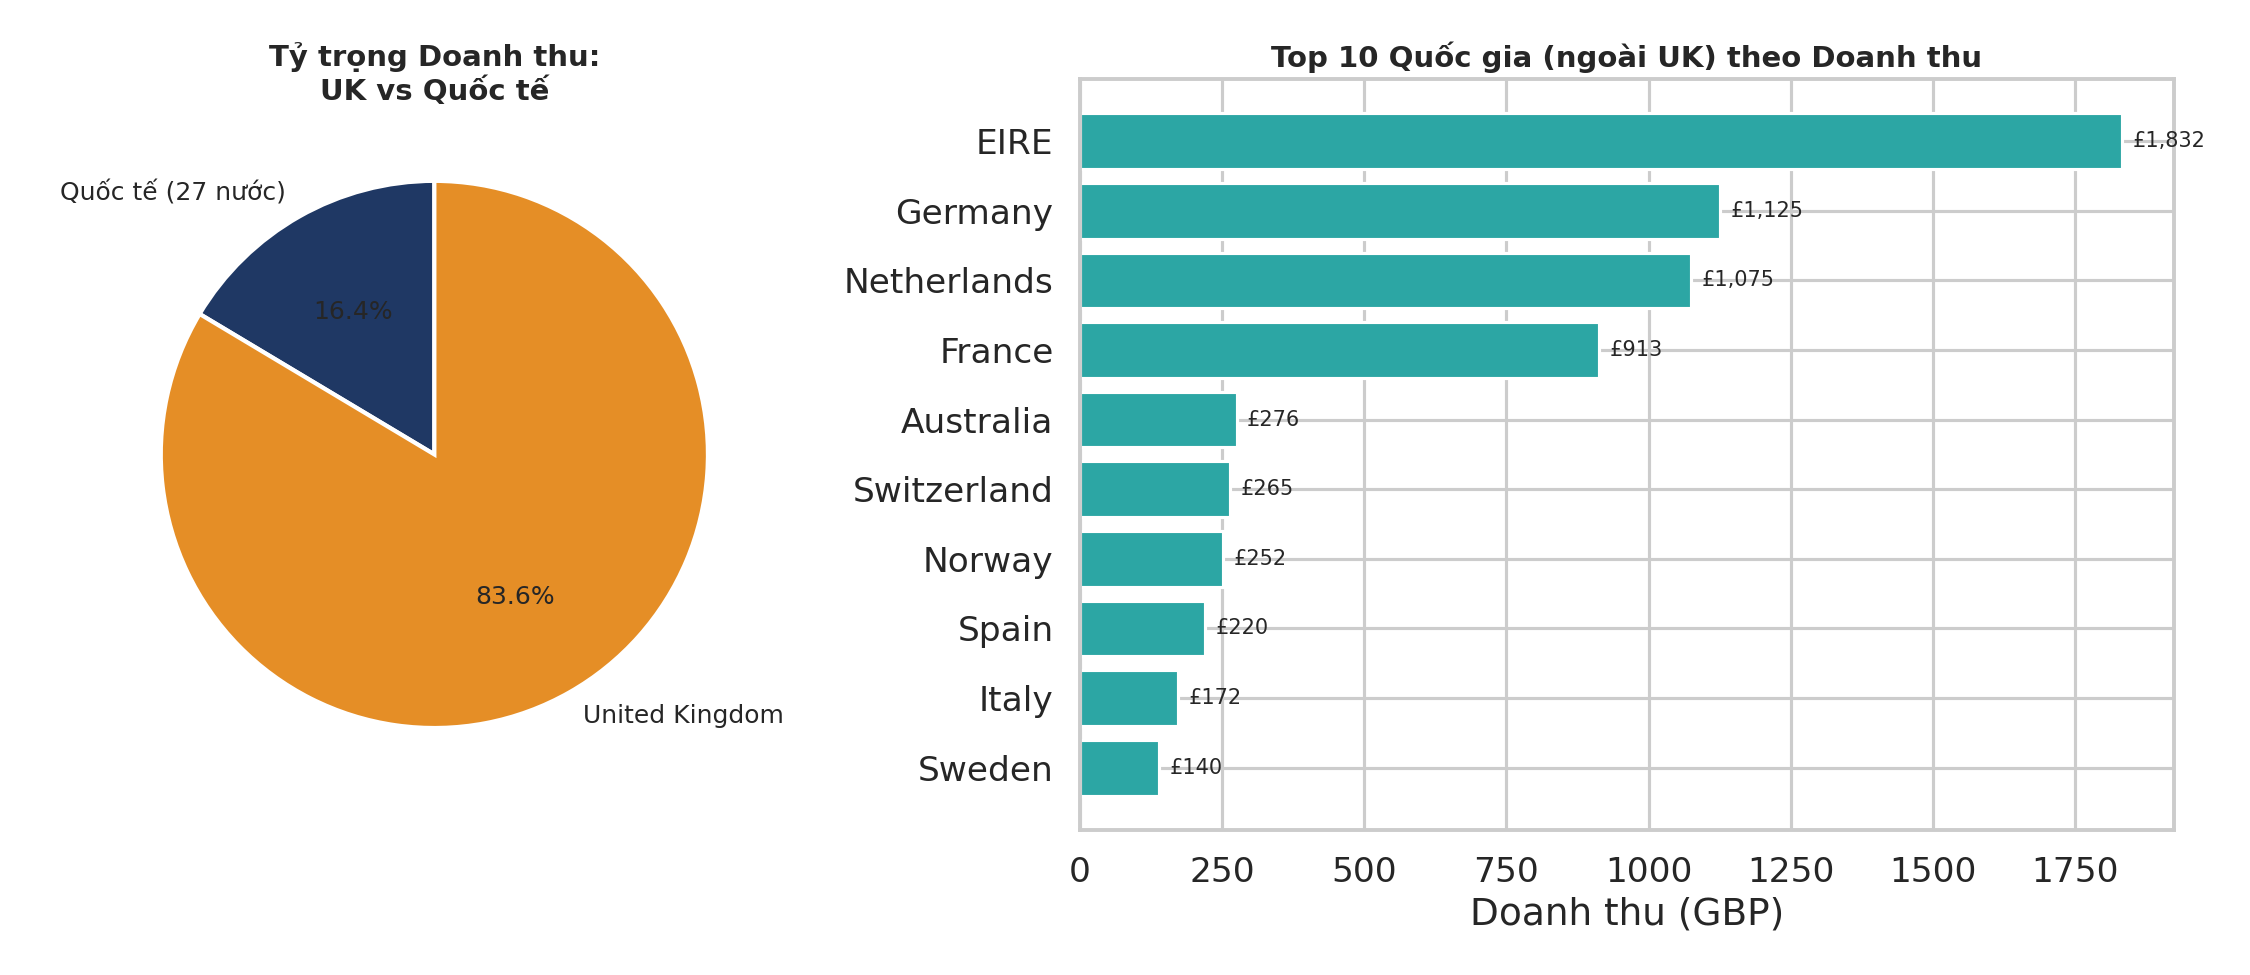 Tỷ trọng Doanh thu:
UK vs Quốc tế
Quốc tế (27 nước)
16.4%
83.6%
United Kingdom
Top 10 Quốc gia (ngoài UK) theo Doanh thu
EIRE £1,832
Germany £1,125
Netherlands £1,075
France £913
Australia £276
Switzerland £265
Norway £252
Spain £220
Italy £172
Sweden £140
0 250 500 750 1000 1250 1500 1750
Doanh thu (GBP)